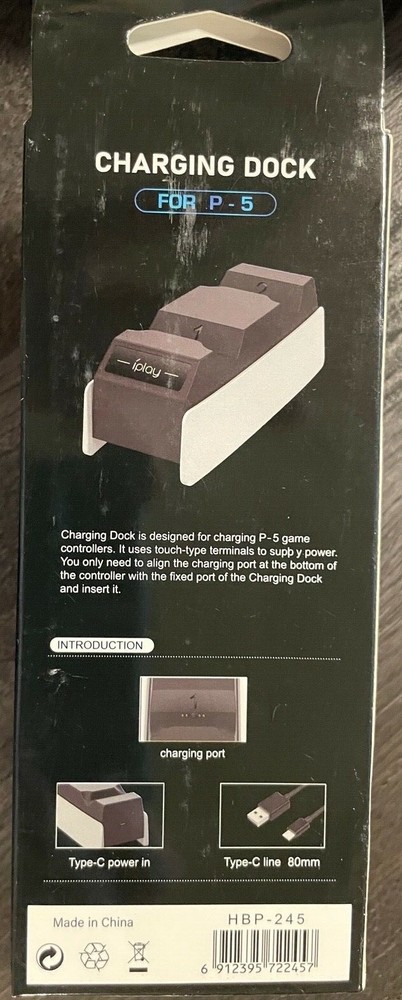 CHARGING DOCK
FOR P-5
2
1
iplay
Charging Dock is designed for charging P-5 game
controllers. It uses touch-type terminals to supply power.
You only need to align the charging port at the bottom of
the controller with the fixed port of the Charging Dock
and insert it.
INTRODUCTION
1
charging port
Type-C power in
Type-C line 80mm
Made in China
HBP-245
6 912395 722457